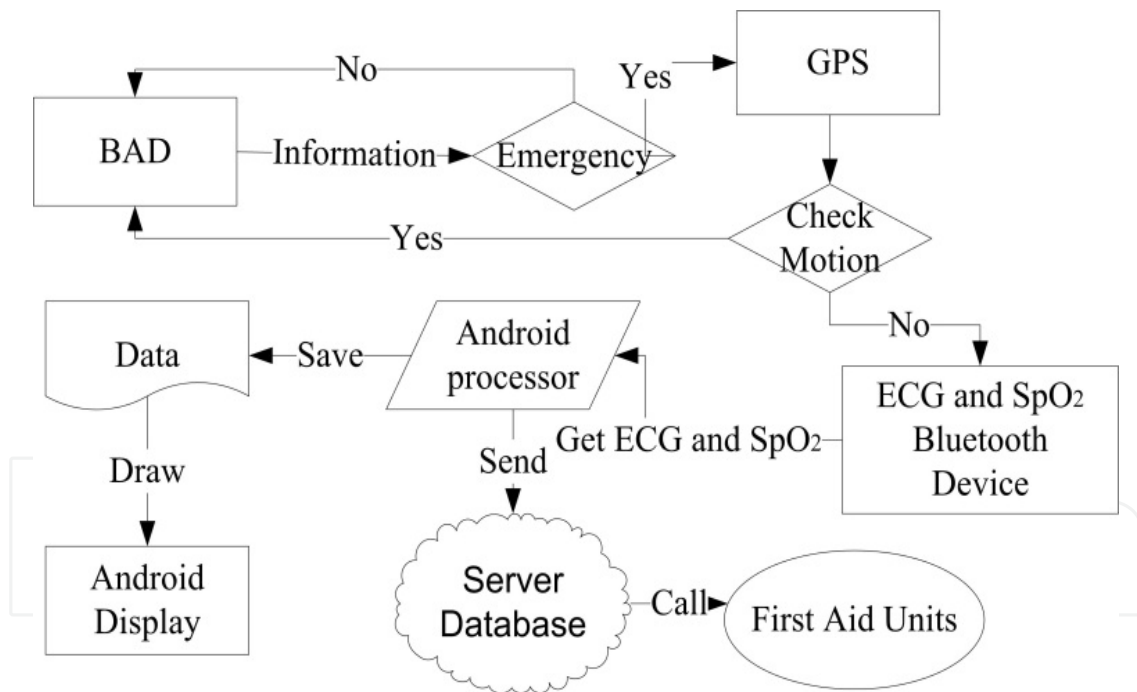 No
Yes
GPS
BAD
Information
Emergency
Yes
Check
Motion
No
Data
Save
Android
processor
ECG and SpO₂
Bluetooth
Device
Get ECG and SpO₂
Send
Draw
Android
Display
Server
Database
Call
First Aid Units